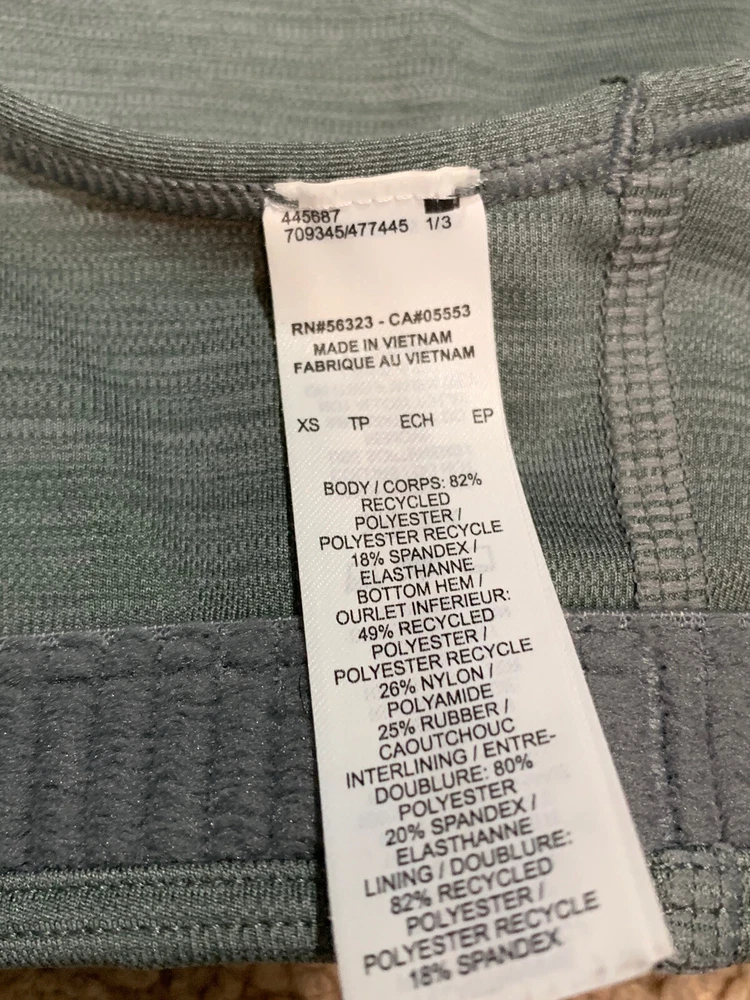 445687
709345/477445 1/3
RN#56323 - CA#05553
MADE IN VIETNAM
FABRIQUE AU VIETNAM
XS TP ECH EP
BODY / CORPS: 82%
RECYCLED
POLYESTER /
POLYESTER RECYCLE
18% SPANDEX /
ELASTHANNE
BOTTOM HEM /
OURLET INFERIEUR:
49% RECYCLED
POLYESTER /
POLYESTER RECYCLE
26% NYLON /
POLYAMIDE
25% RUBBER /
CAOUTCHOUC
INTERLINING / ENTRE-
DOUBLURE: 80%
POLYESTER
20% SPANDEX /
ELASTHANNE
LINING / DOUBLURE:
82% RECYCLED
POLYESTER /
POLYESTER RECYCLE
18% SPANDEX